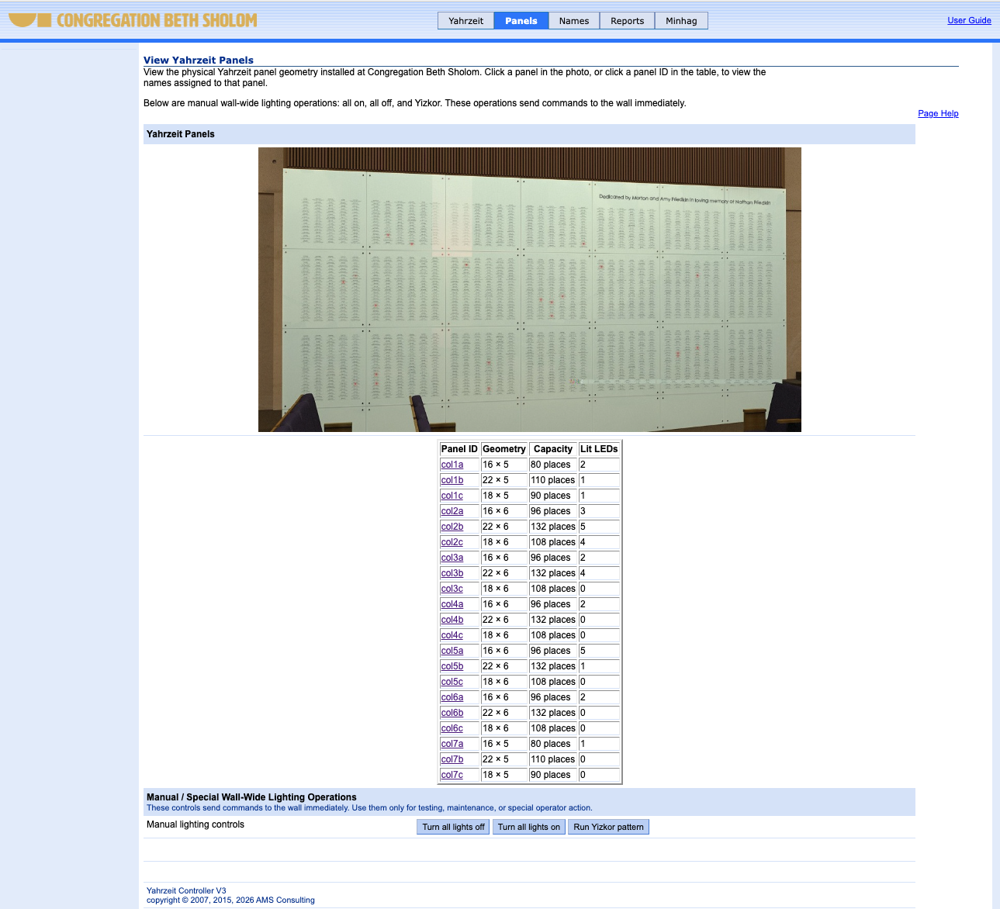 CONGREGATION BETH SHOLOM
Yahrzeit
Panels
Names
Reports
Minhag
User Guide
View Yahrzeit Panels
View the physical Yahrzeit panel geometry installed at Congregation Beth Sholom. Click a panel in the photo, or click a panel ID in the table, to view the
names assigned to that panel.
Below are manual wall-wide lighting operations: all on, all off, and Yizkor. These operations send commands to the wall immediately.
Page Help
Yahrzeit Panels
Dedicated by Morton and Amy Friedkin in loving memory of Nathan Friedkin
Panel ID Geometry Capacity Lit LEDs
col1a 16 × 5 80 places 2
col1b 22 × 5 110 places 1
col1c 18 × 5 90 places 1
col2a 16 × 6 96 places 3
col2b 22 × 6 132 places 5
col2c 18 × 6 108 places 4
col3a 16 × 6 96 places 2
col3b 22 × 6 132 places 4
col3c 18 × 6 108 places 0
col4a 16 × 6 96 places 2
col4b 22 × 6 132 places 0
col4c 18 × 6 108 places 0
col5a 16 × 6 96 places 5
col5b 22 × 6 132 places 1
col5c 18 × 6 108 places 0
col6a 16 × 6 96 places 2
col6b 22 × 6 132 places 0
col6c 18 × 6 108 places 0
col7a 16 × 5 80 places 1
col7b 22 × 5 110 places 0
col7c 18 × 5 90 places 0
Manual / Special Wall-Wide Lighting Operations
These controls send commands to the wall immediately. Use them only for testing, maintenance, or special operator action.
Manual lighting controls
Turn all lights off
Turn all lights on
Run Yizkor pattern
Yahrzeit Controller V3
copyright © 2007, 2015, 2026 AMS Consulting